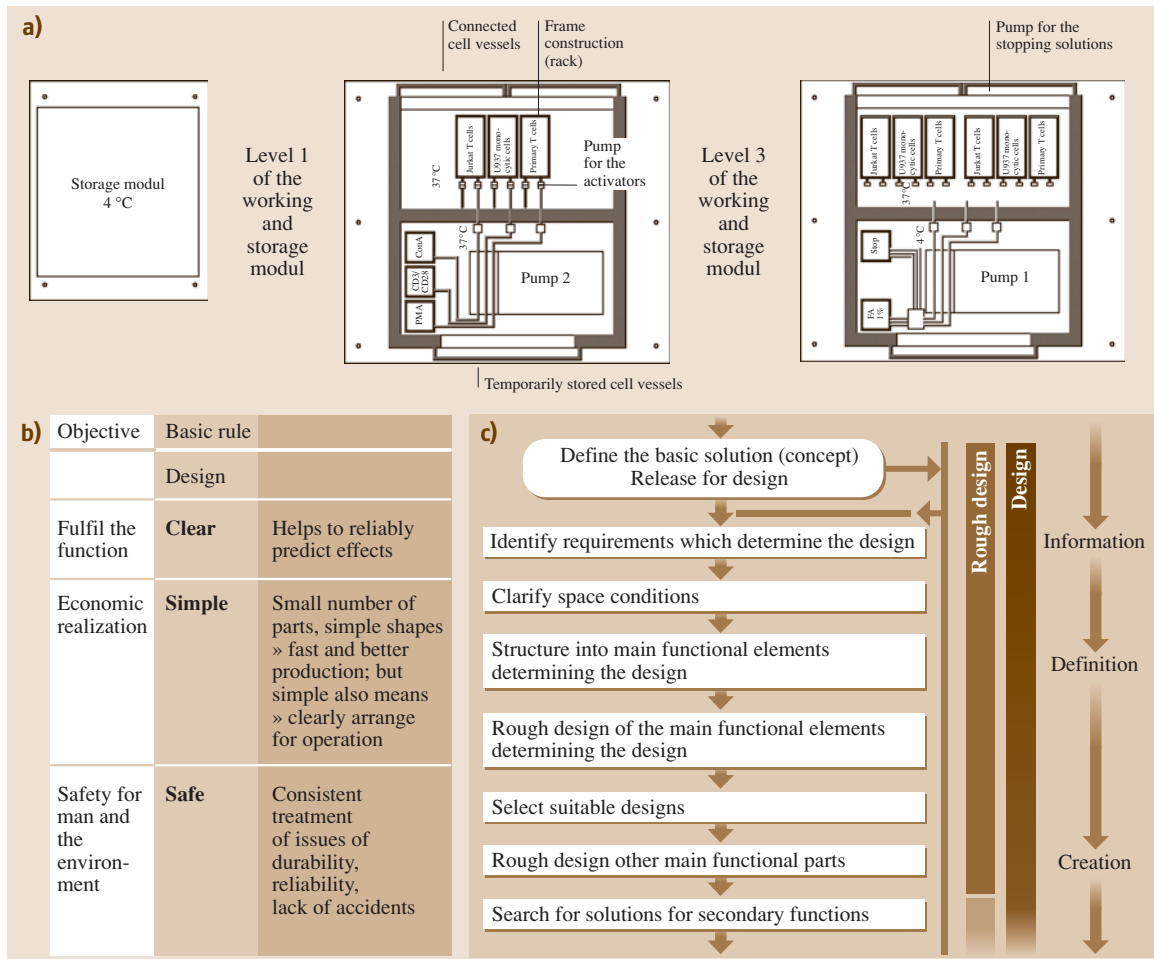 a)
Connected
cell vessels
Frame
construction
(rack)
Pump for the
stopping solutions
Storage modul
4 °C
Level 1
of the
working
and
storage
modul
37 °C
Jurkat T cells
U937 mono-
cytic cells
Primary T cells
Pump
for the
activators
37 °C
ConA
CD3/
CD28
PMA
Pump 2
Temporarily stored cell vessels
Level 3
of the
working
and
storage
modul
Jurkat T cells
U937 mono-
cytic cells
Primary T cells
Jurkat T cells
U937 mono-
cytic cells
Primary T cells
37 °C
4 °C
Stop
FA
1%
Pump 1
b)
Objective Basic rule
Design
Fulfil the
function
Clear
Helps to reliably
predict effects
Economic
realization
Simple
Small number of
parts, simple shapes
» fast and better
production; but
simple also means
» clearly arrange
for operation
Safety for
man and
the
environ-
ment
Safe
Consistent
treatment
of issues of
durability,
reliability,
lack of accidents
c)
Define the basic solution (concept)
Release for design
Identify requirements which determine the design
Clarify space conditions
Structure into main functional elements
determining the design
Rough design of the main functional elements
determining the design
Select suitable designs
Rough design other main functional parts
Search for solutions for secondary functions
Rough design
Design
Information
Definition
Creation